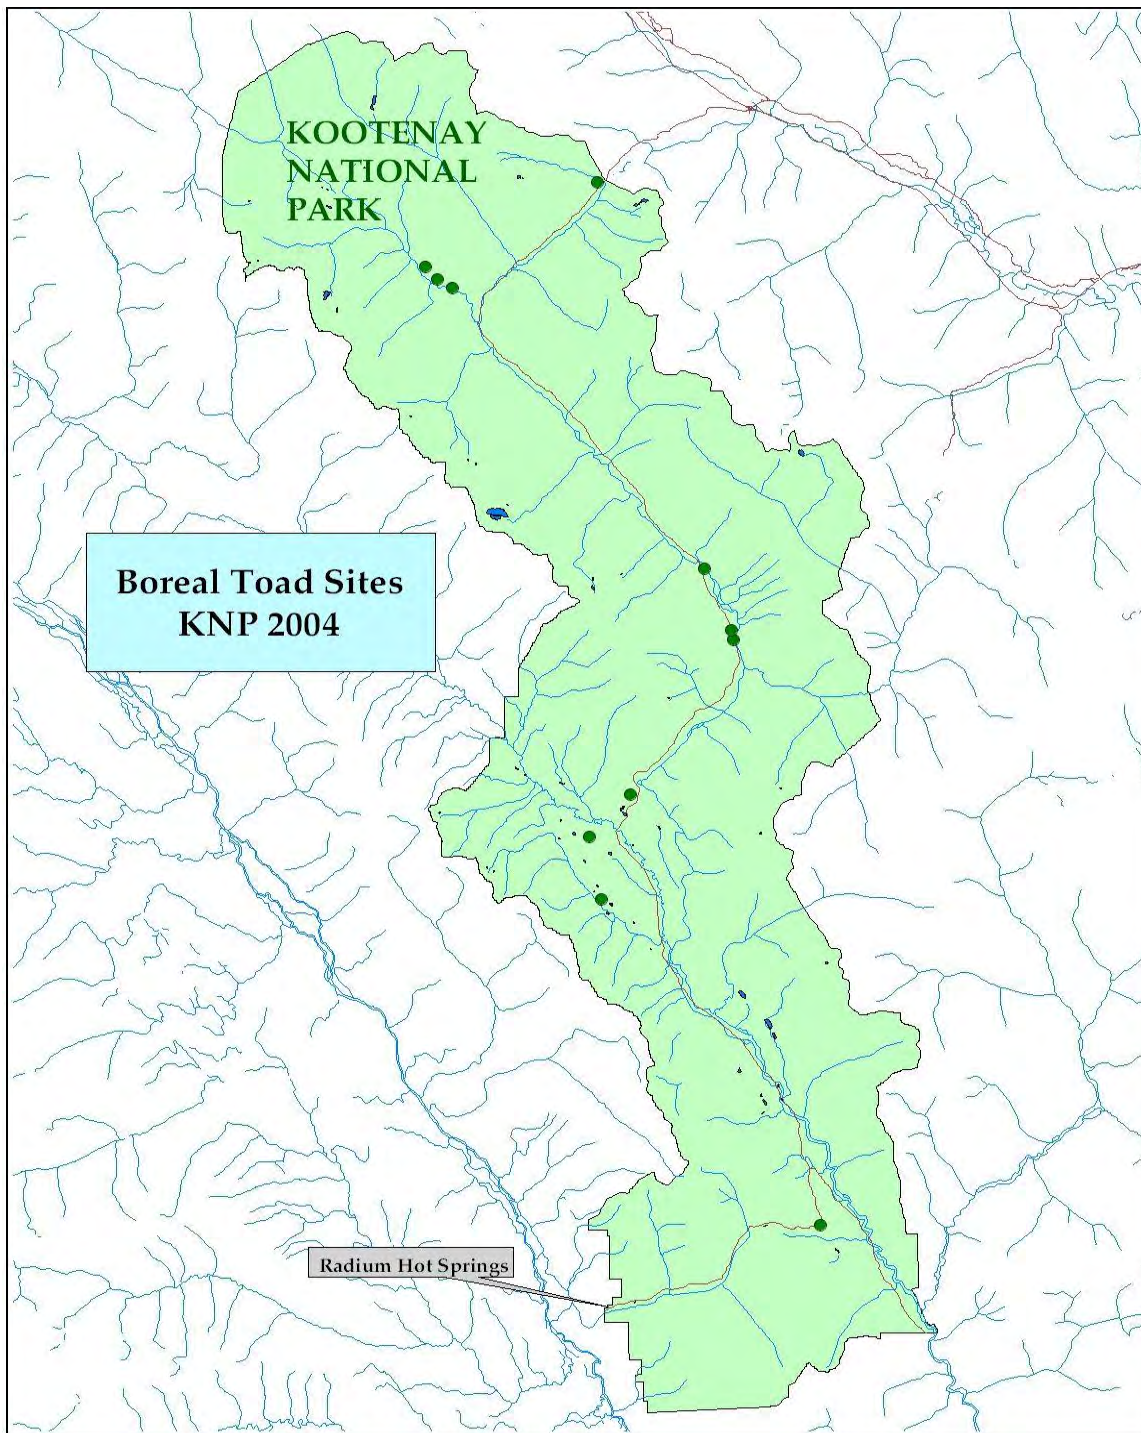 KOOTENAY
NATIONAL
PARK
Boreal Toad Sites
KNP 2004
Radium Hot Springs